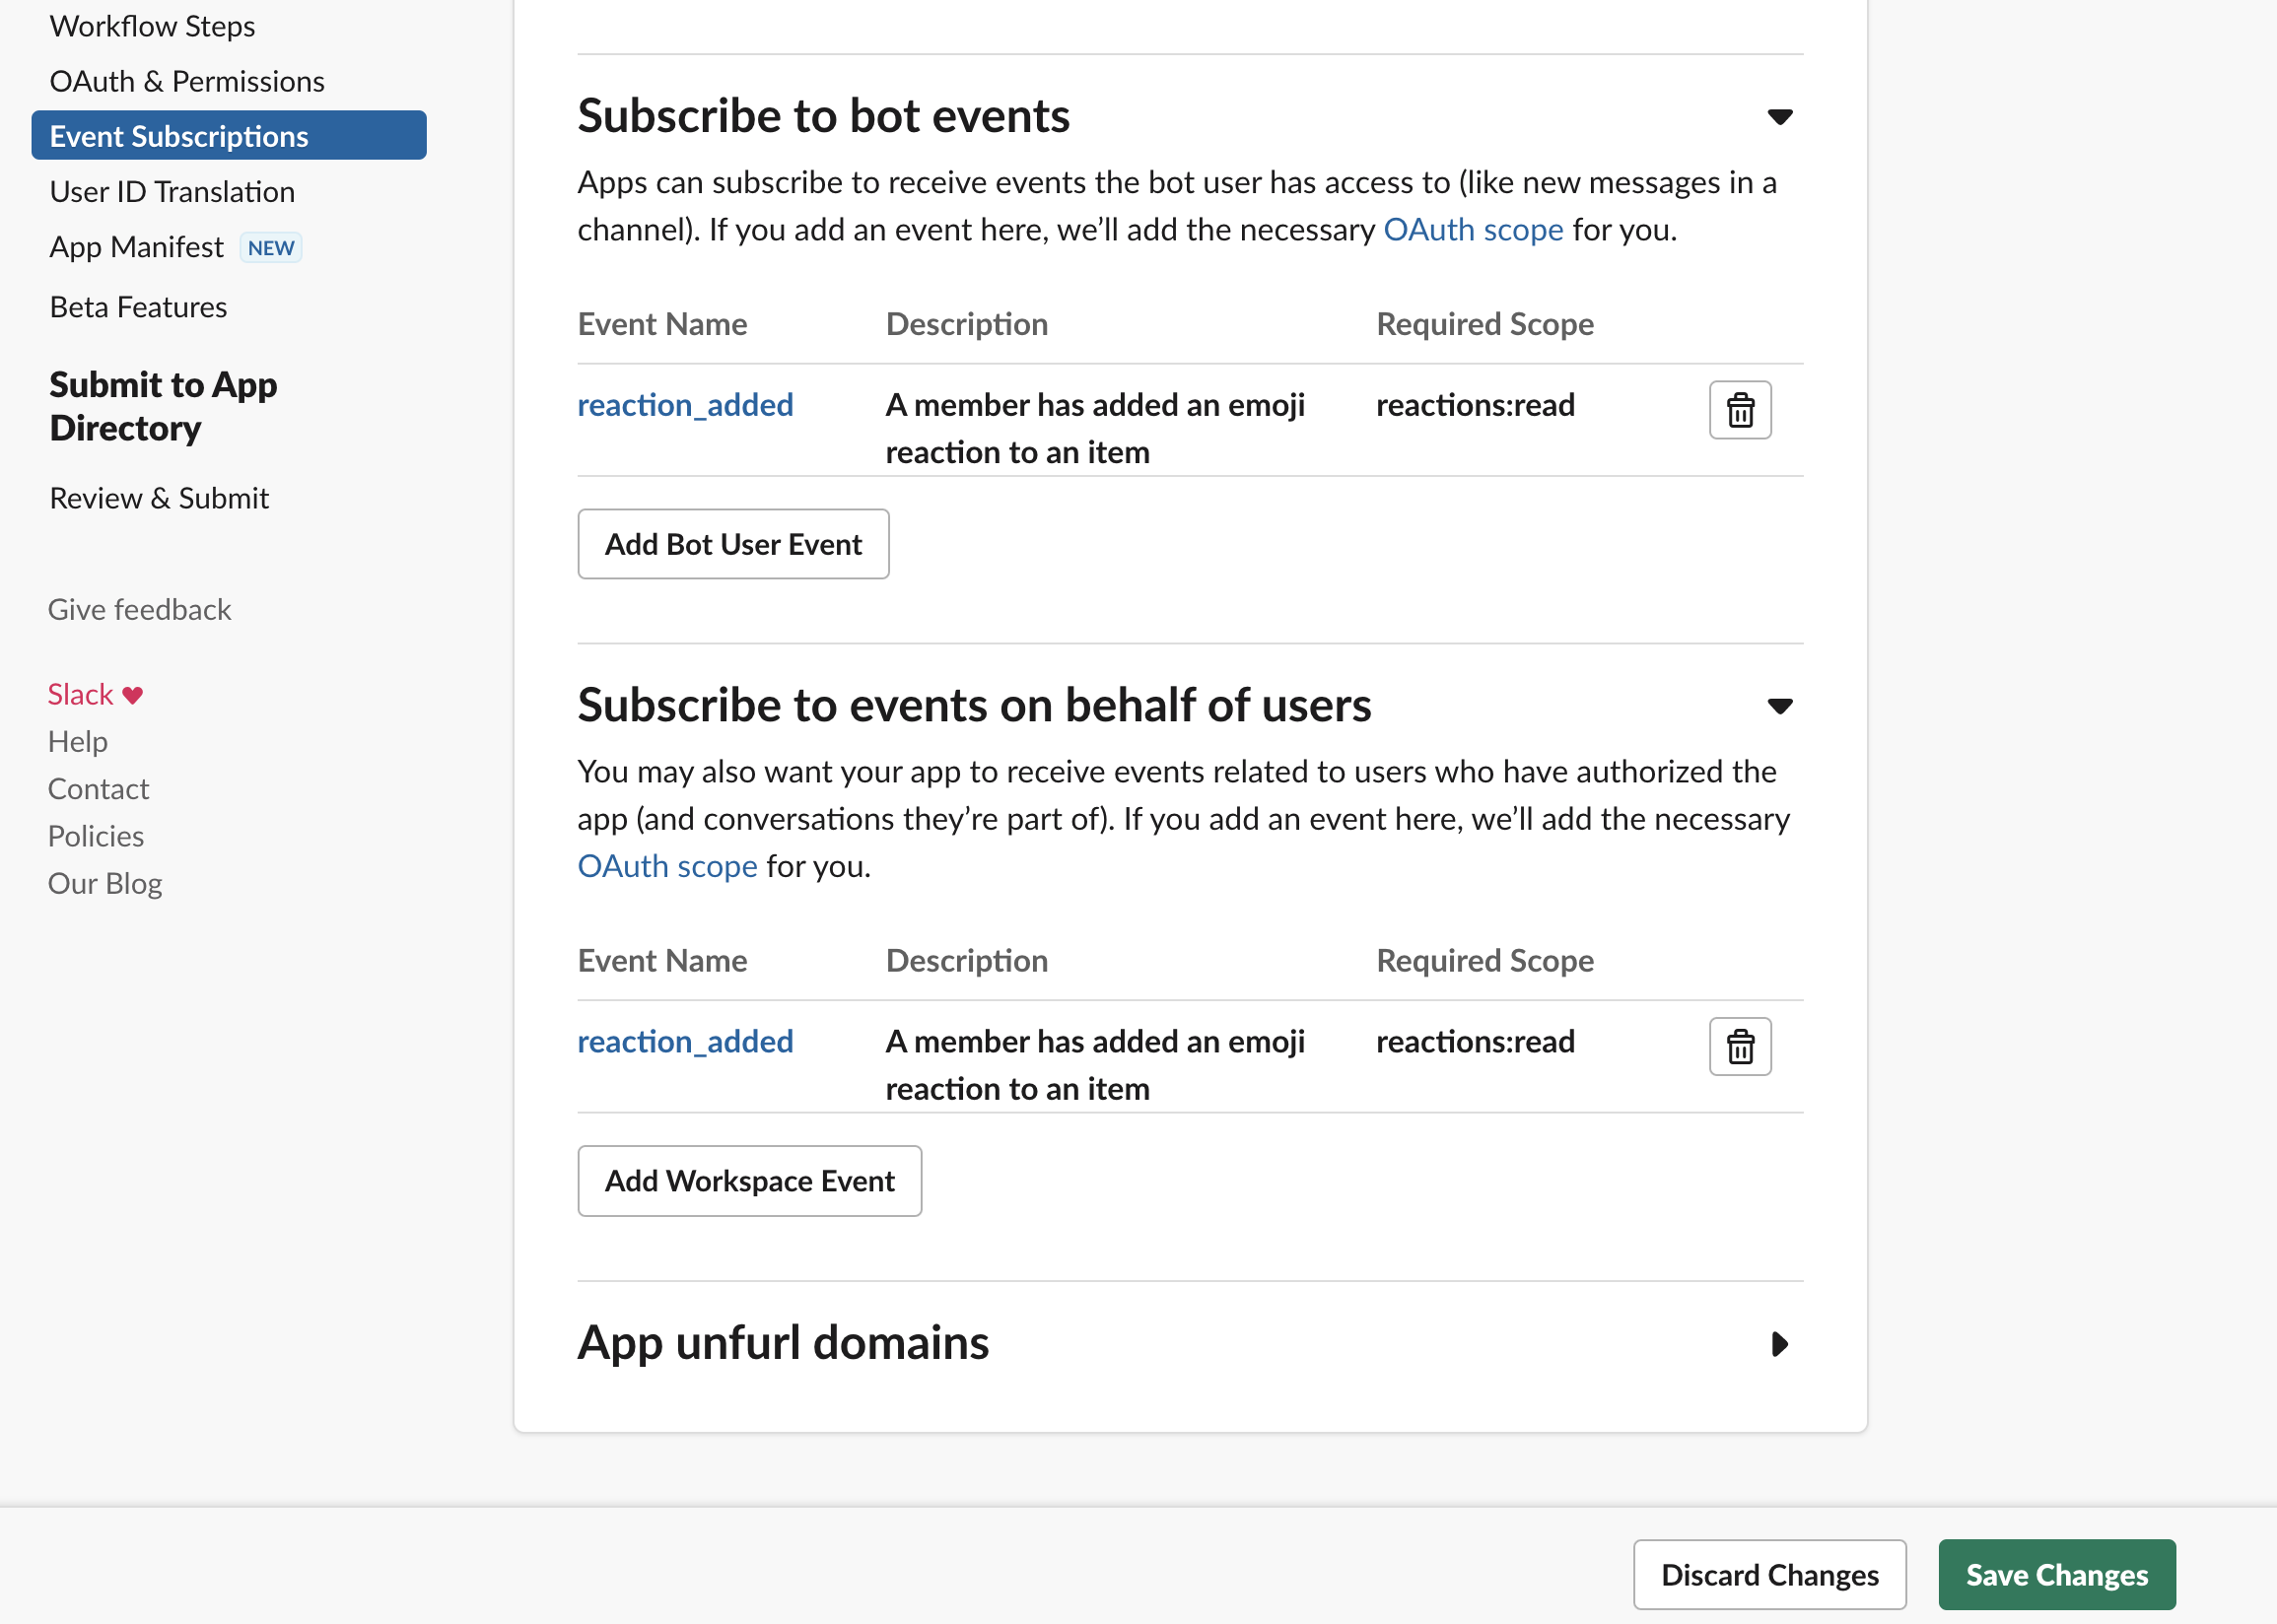 Workflow Steps
OAuth & Permissions
Event Subscriptions
User ID Translation
App Manifest NEW
Beta Features
Submit to App
Directory
Review & Submit
Give feedback
Slack ♥
Help
Contact
Policies
Our Blog
Subscribe to bot events
Apps can subscribe to receive events the bot user has access to (like new messages in a
channel). If you add an event here, we’ll add the necessary OAuth scope for you.
Event Name Description Required Scope
reaction_added A member has added an emoji reactions:read
reaction to an item
Add Bot User Event
Subscribe to events on behalf of users
You may also want your app to receive events related to users who have authorized the
app (and conversations they’re part of). If you add an event here, we’ll add the necessary
OAuth scope for you.
Event Name Description Required Scope
reaction_added A member has added an emoji reactions:read
reaction to an item
Add Workspace Event
App unfurl domains
Discard Changes Save Changes